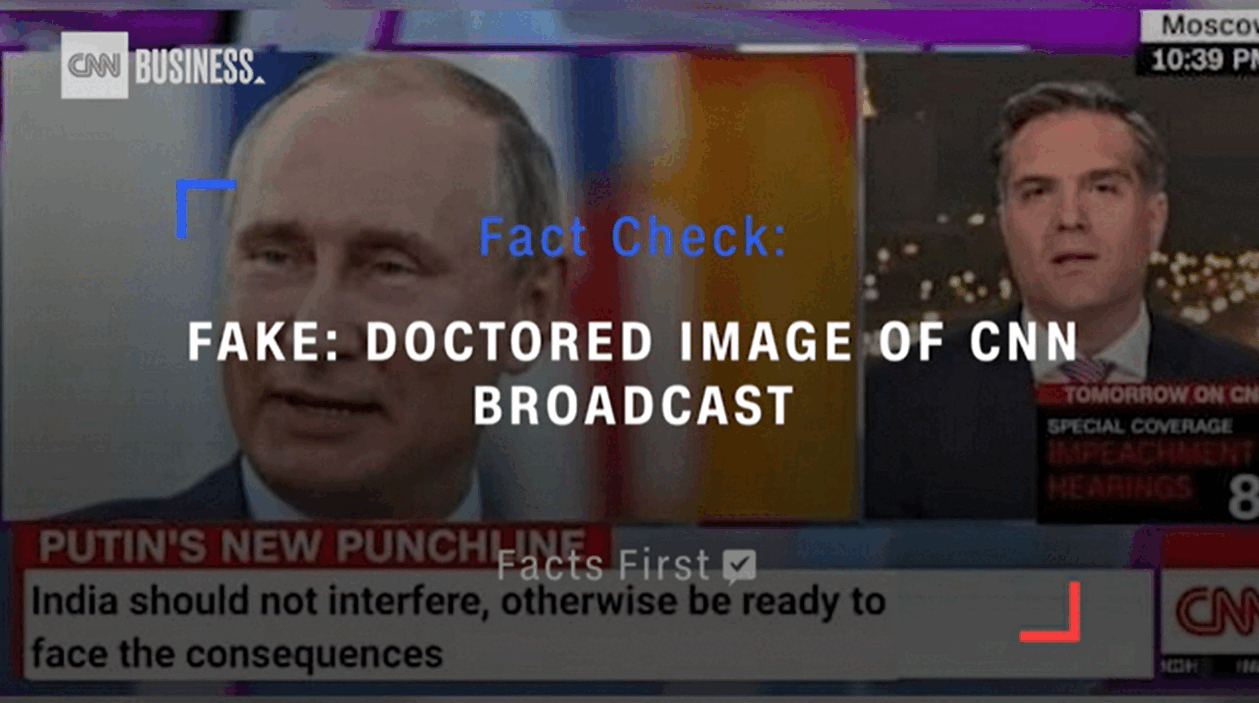 Moscow
10:39 PM
CNN BUSINESS
Fact Check:
FAKE: DOCTORED IMAGE OF CNN
BROADCAST
TOMORROW ON CN
SPECIAL COVERAGE
IMPEACHMENT
HEARINGS
8
PUTIN'S NEW PUNCHLINE
Facts First
India should not interfere, otherwise be ready to
face the consequences
CN